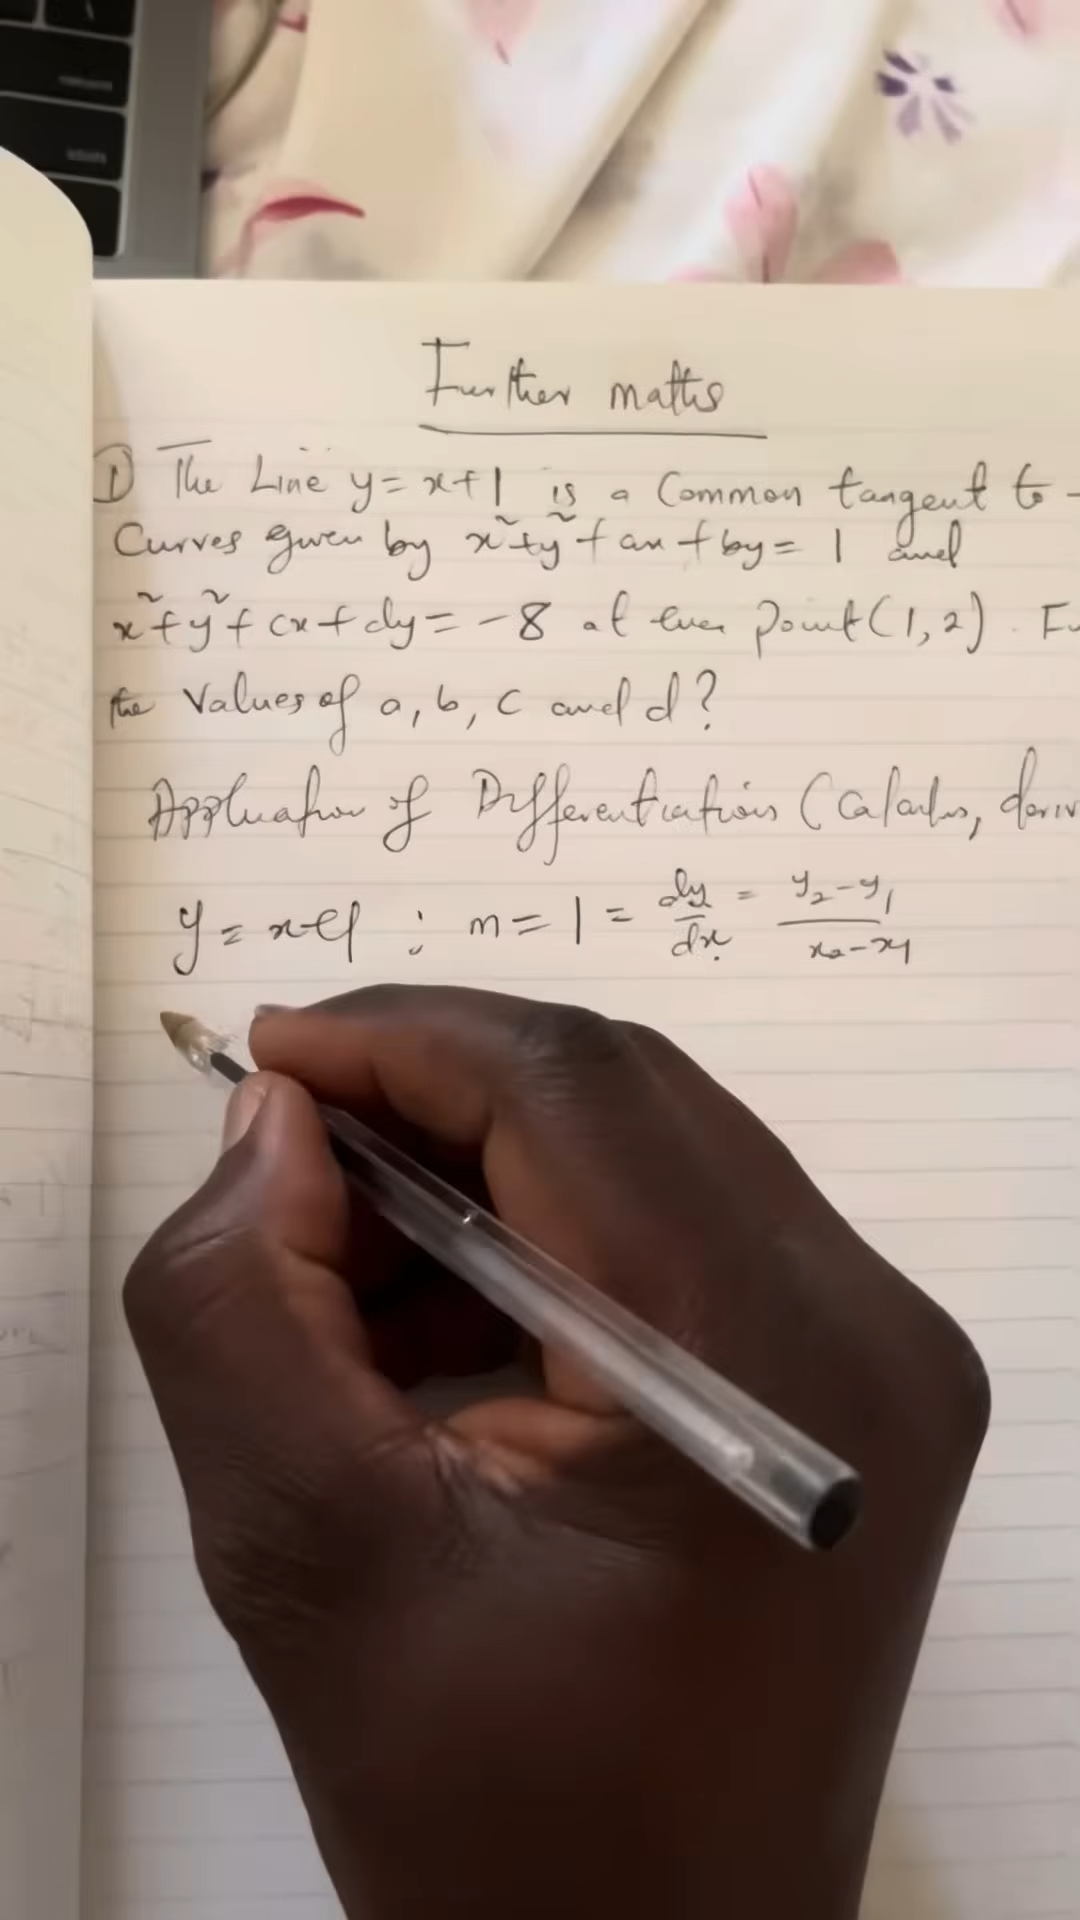 Further maths
① The Line y = x+1 is a Common tangent to
Curves given by x²+y²+ax+by = 1 and
x²+y²+cx+dy = -8 at point (1,2).
the Values of a, b, c and d?
Application of Differentiation (Calculus, deriv
y = x+1 ; m = 1 = dy/dx = y₂-y₁/x₂-x₁